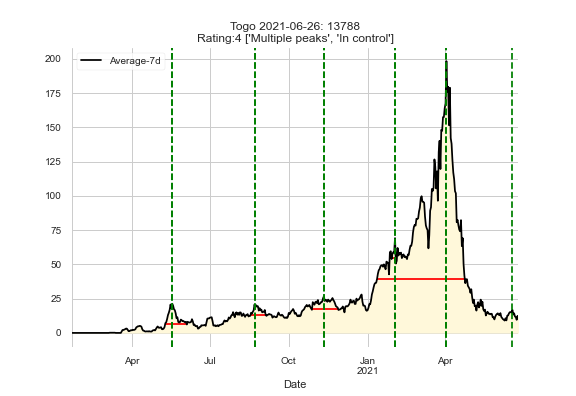 Togo 2021-06-26: 13788
Rating:4 ['Multiple peaks', 'In control']
Average-7d
200
175
150
125
100
75
50
25
0
Apr
Jul
Oct
Jan
2021
Apr
Date